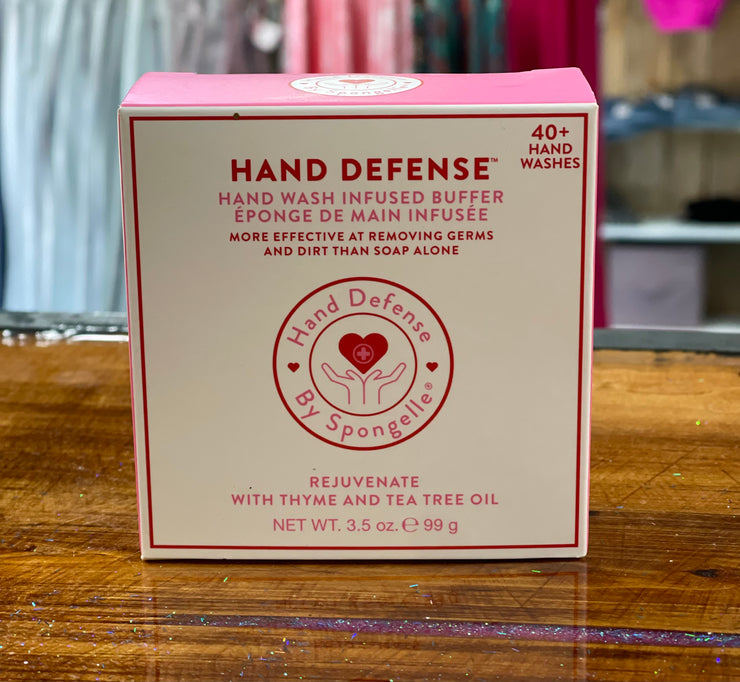 By Spongelle
40+
HAND
WASHES
HAND DEFENSE™
HAND WASH INFUSED BUFFER
ÉPONGE DE MAIN INFUSÉE
MORE EFFECTIVE AT REMOVING GERMS
AND DIRT THAN SOAP ALONE
Hand Defense
By Spongelle®
REJUVENATE
WITH THYME AND TEA TREE OIL
NET WT. 3.5 oz. ℮ 99 g